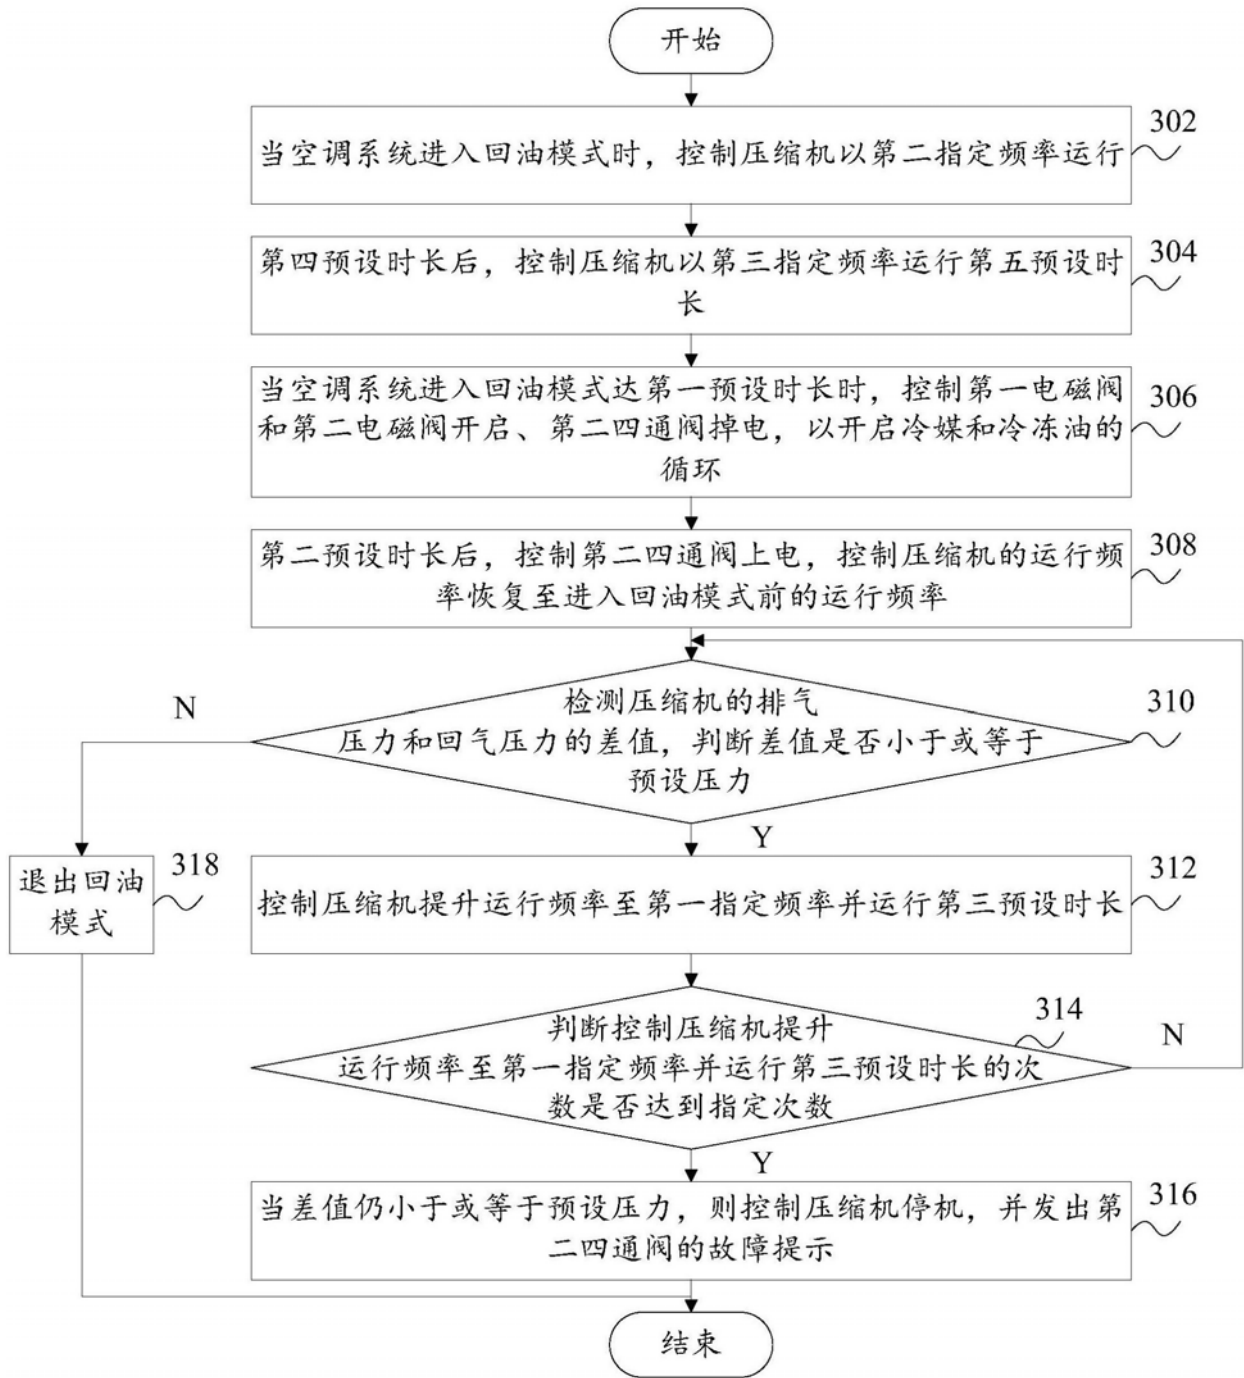 开始
302
当空调系统进入回油模式时，控制压缩机以第二指定频率运行
304
第四预设时长后，控制压缩机以第三指定频率运行第五预设时
长
306
当空调系统进入回油模式达第一预设时长时，控制第一电磁阀
和第二电磁阀开启、第二四通阀掉电，以开启冷媒和冷冻油的
循环
308
第二预设时长后，控制第二四通阀上电，控制压缩机的运行频
率恢复至进入回油模式前的运行频率
N
310
检测压缩机的排气
压力和回气压力的差值，判断差值是否小于或等于
预设压力
Y
318
退出回油
模式
312
控制压缩机提升运行频率至第一指定频率并运行第三预设时长
314
N
判断控制压缩机提升
运行频率至第一指定频率并运行第三预设时长的次
数是否达到指定次数
Y
316
当差值仍小于或等于预设压力，则控制压缩机停机，并发出第
二四通阀的故障提示
结束